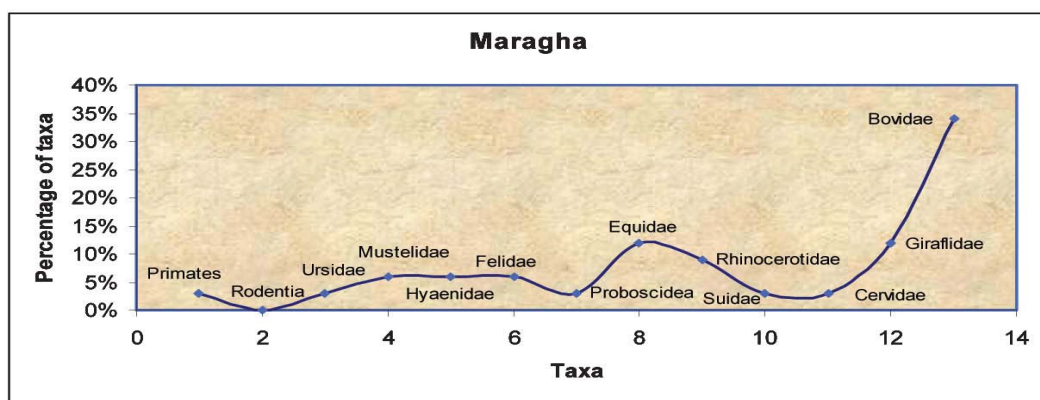 Maragha
Percentage of taxa
40%
35%
30%
25%
20%
15%
10%
5%
0%
Primates
Rodentia
Ursidae
Mustelidae
Hyaenidae
Felidae
Proboscidea
Equidae
Rhinocerotidae
Suidae
Cervidae
Giraflidae
Bovidae
0 2 4 6 8 10 12 14
Taxa